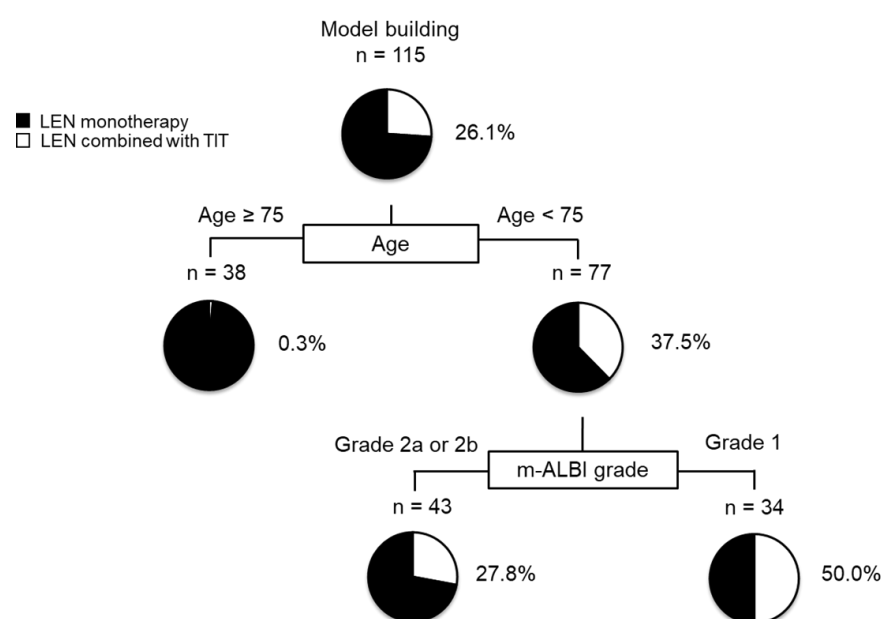 Model building
n = 115
LEN monotherapy
LEN combined with TIT
26.1%
Age ≥ 75
Age < 75
Age
n = 38
n = 77
0.3%
37.5%
Grade 2a or 2b
Grade 1
m-ALBI grade
n = 43
n = 34
27.8%
50.0%